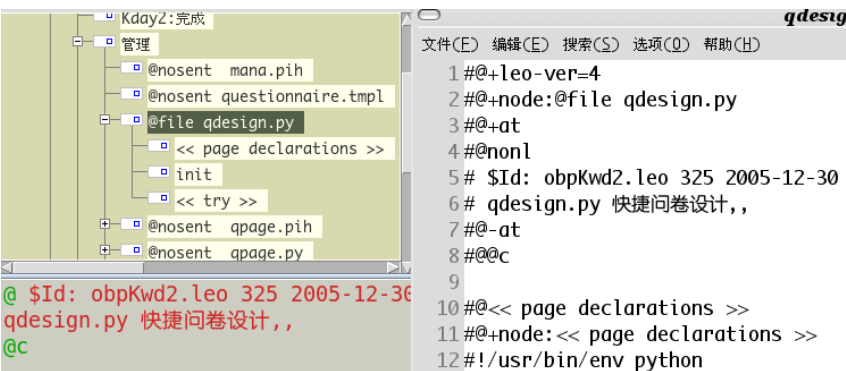 Kday2:完成
管理
@nosent mana.pih
@nosent questionnaire.tmpl
@file qdesign.py
<< page declarations >>
init
<< try >>
@nosent qpage.pih
@nosent qpage.py
@ $Id: obpKwd2.leo 325 2005-12-30
qdesign.py 快捷问卷设计,,
@c
qdesig
文件(F) 编辑(E) 搜索(S) 选项(O) 帮助(H)
1 #@+leo-ver=4
2 #@+node:@file qdesign.py
3 #@+at
4 #@nonl
5 # $Id: obpKwd2.leo 325 2005-12-30
6 # qdesign.py 快捷问卷设计,,
7 #@-at
8 #@@c
9
10 #@<< page declarations >>
11 #@+node:<< page declarations >>
12 #!/usr/bin/env python